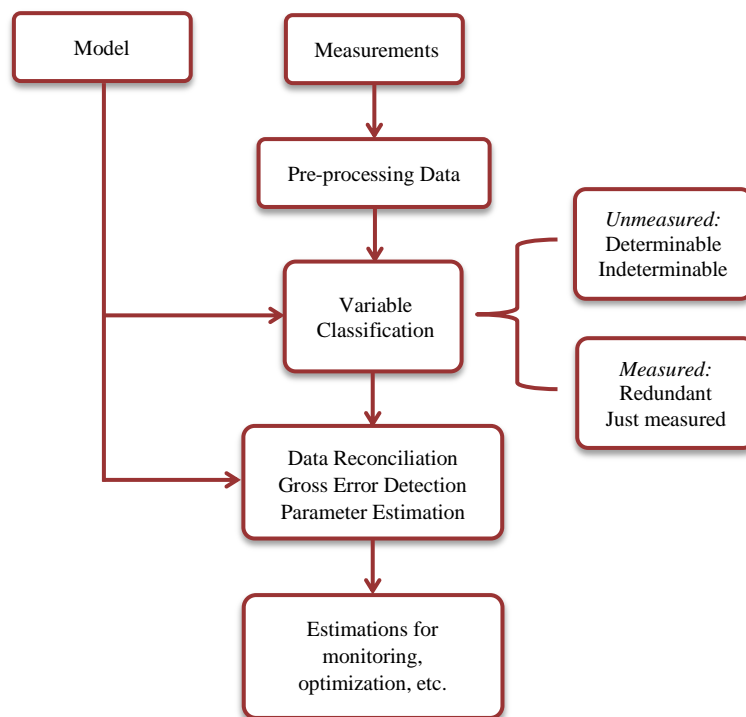 Model
Measurements
Pre-processing Data
Unmeasured:
Determinable
Indeterminable
Variable
Classification
Measured:
Redundant
Just measured
Data Reconciliation
Gross Error Detection
Parameter Estimation
Estimations for
monitoring,
optimization, etc.